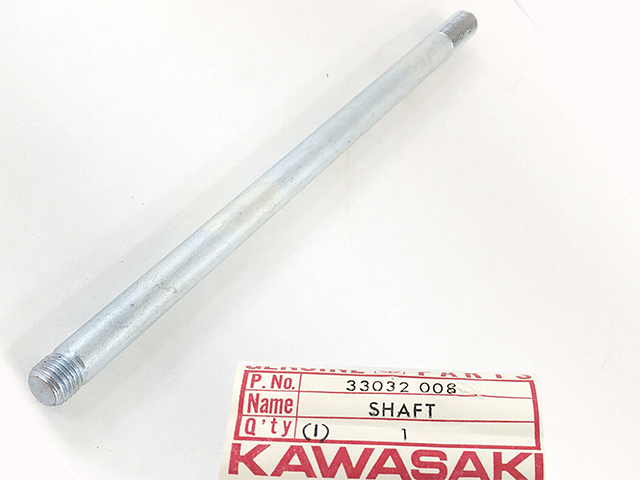 GENUINE PARTS
P. No. 33032 008
Name SHAFT
Q'ty (1) 1
KAWASAKI